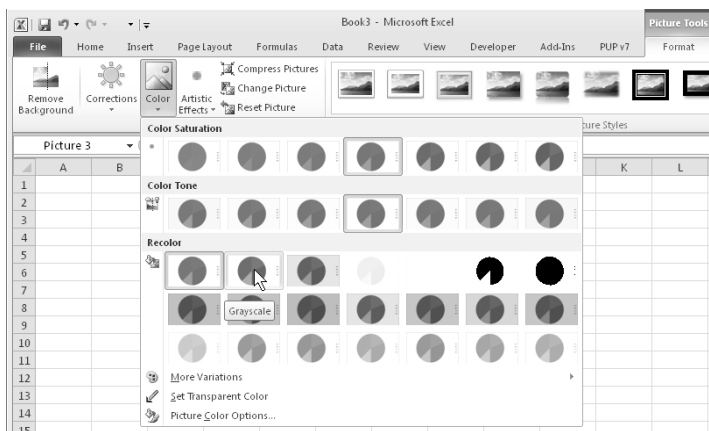 Book3 - Microsoft Excel
Picture Tools
File Home Insert Page Layout Formulas Data Review View Developer Add-Ins PUP v7 Format
Remove Background
Corrections
Color
Artistic Effects
Compress Pictures
Change Picture
Reset Picture
Picture 3
ture Styles
Color Saturation
Color Tone
Recolor
Grayscale
More Variations
Set Transparent Color
Picture Color Options...
A B K L
1
2
3
4
5
6
7
8
9
10
11
12
13
14
15